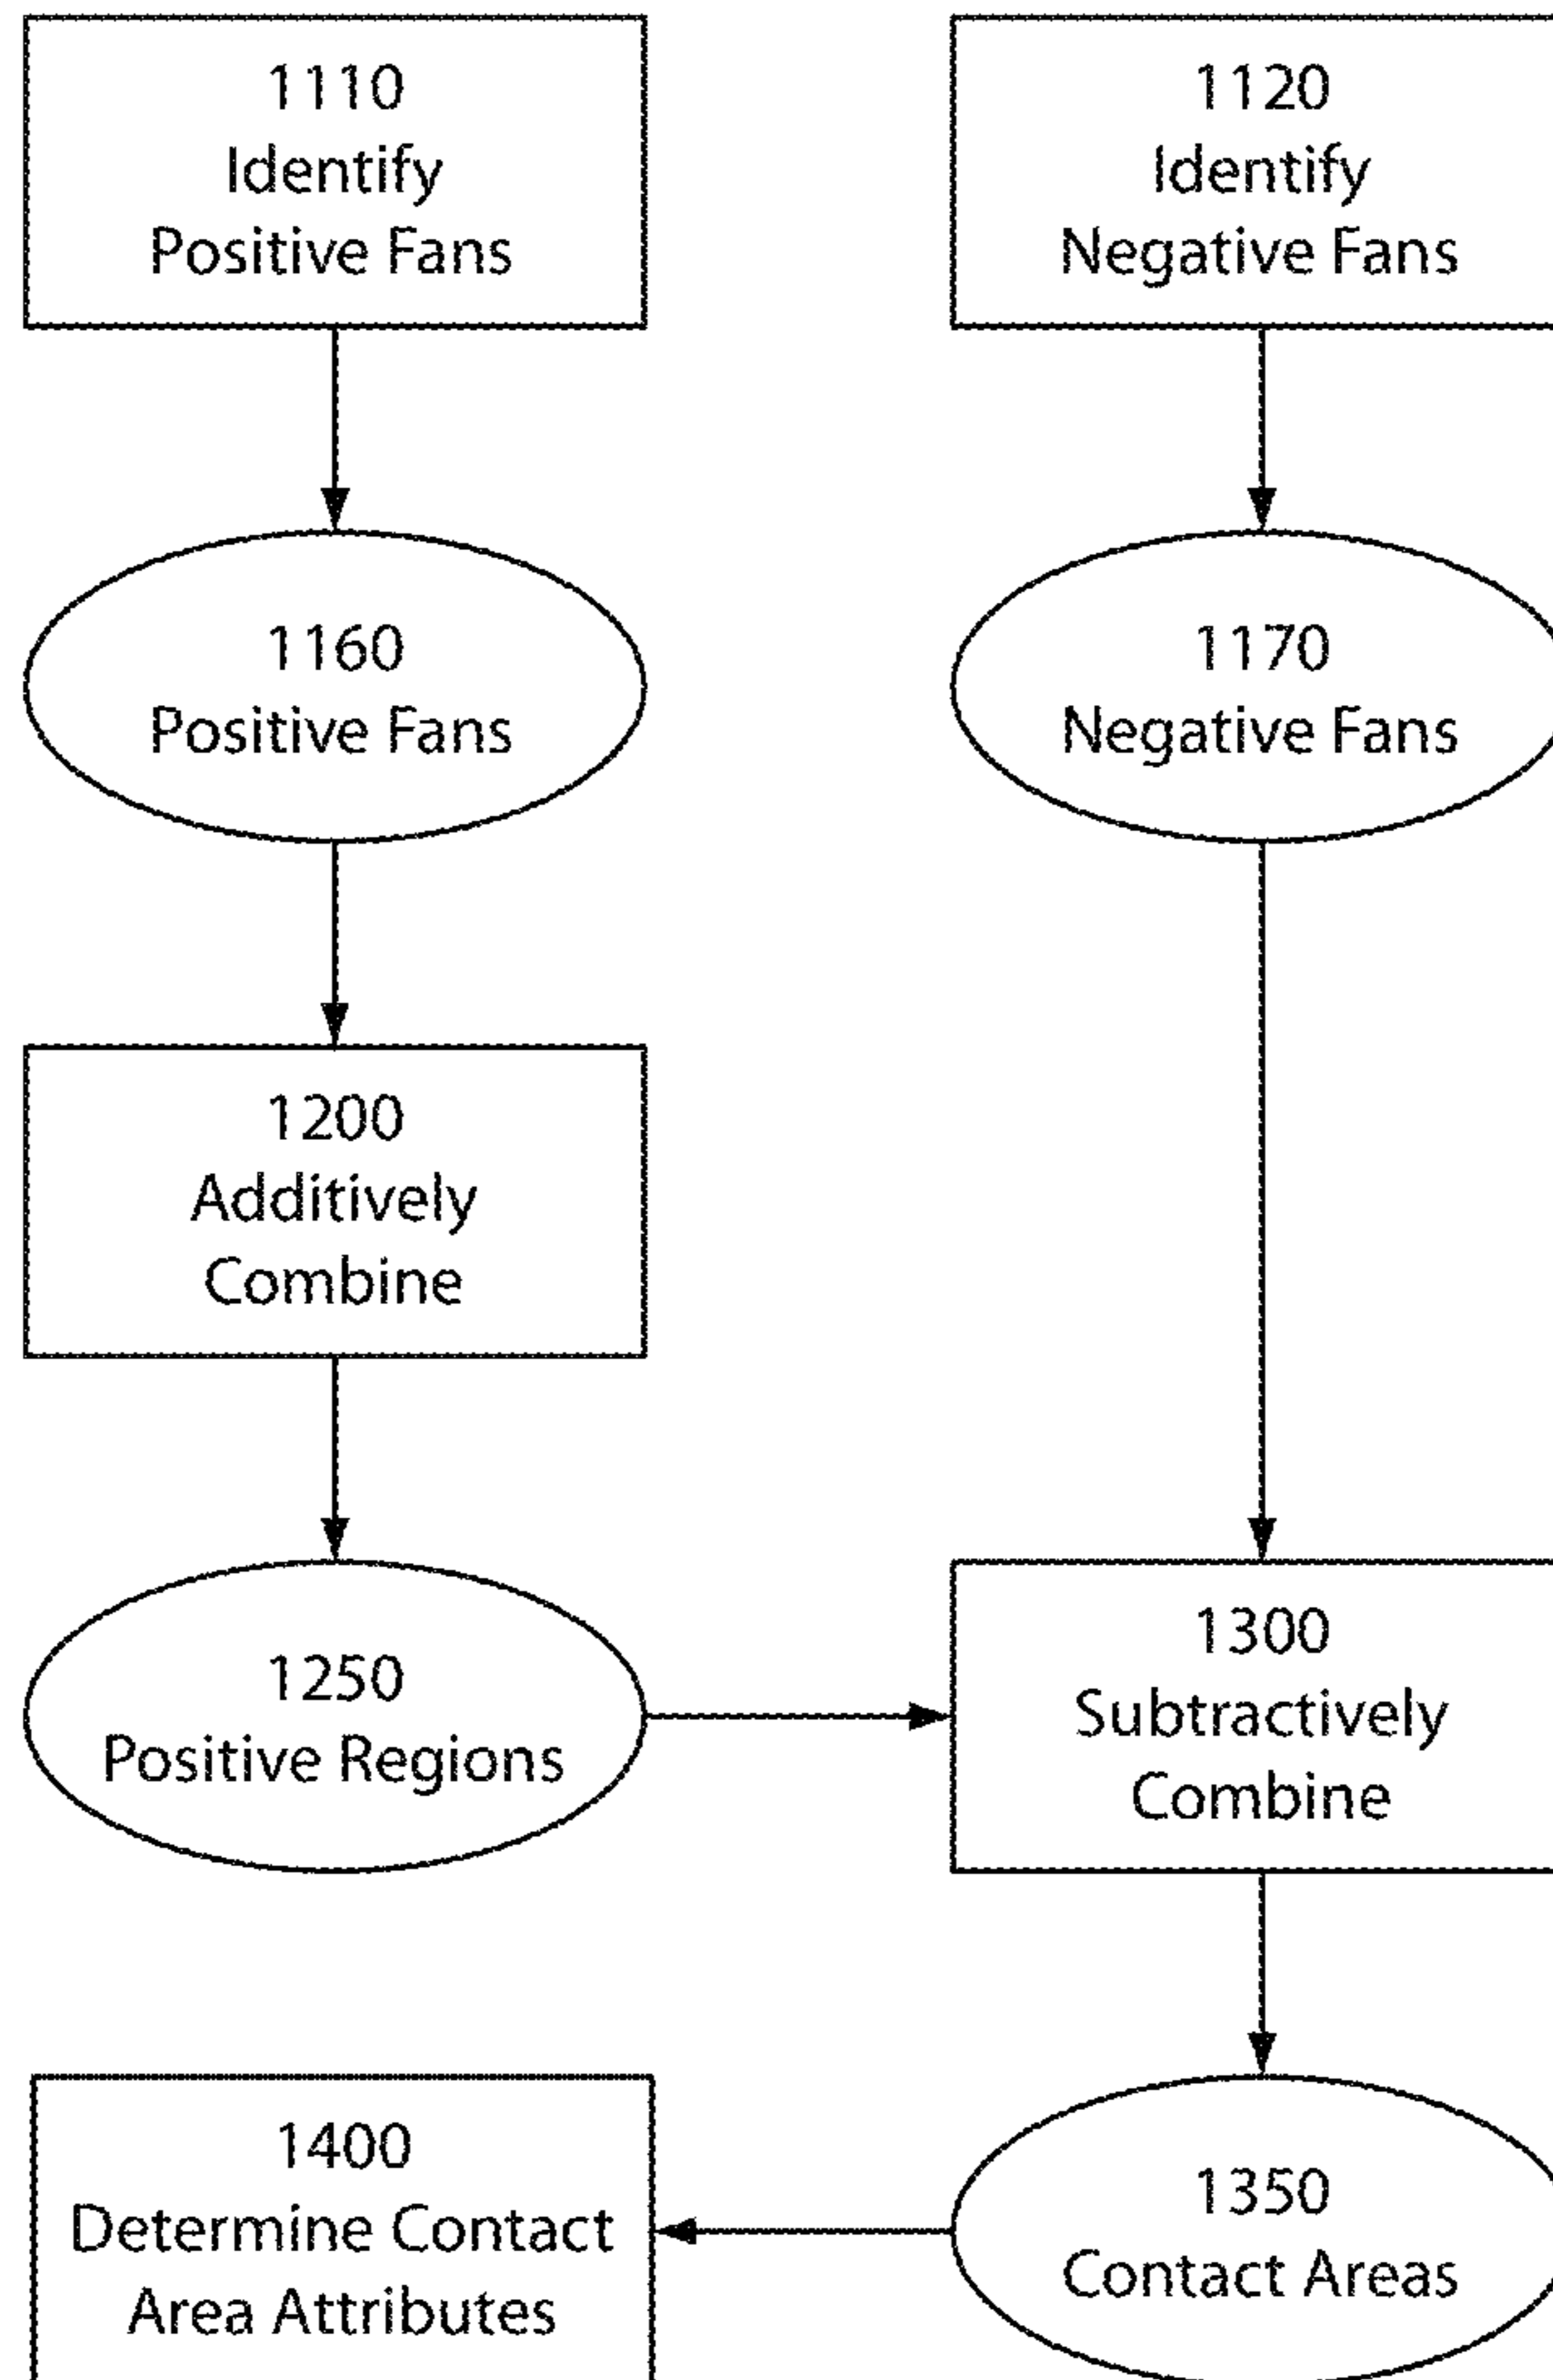 1110
Identify
Positive Fans
1120
Identify
Negative Fans
1160
Positive Fans
1170
Negative Fans
1200
Additively
Combine
1250
Positive Regions
1300
Subtractively
Combine
1400
Determine Contact
Area Attributes
1350
Contact Areas